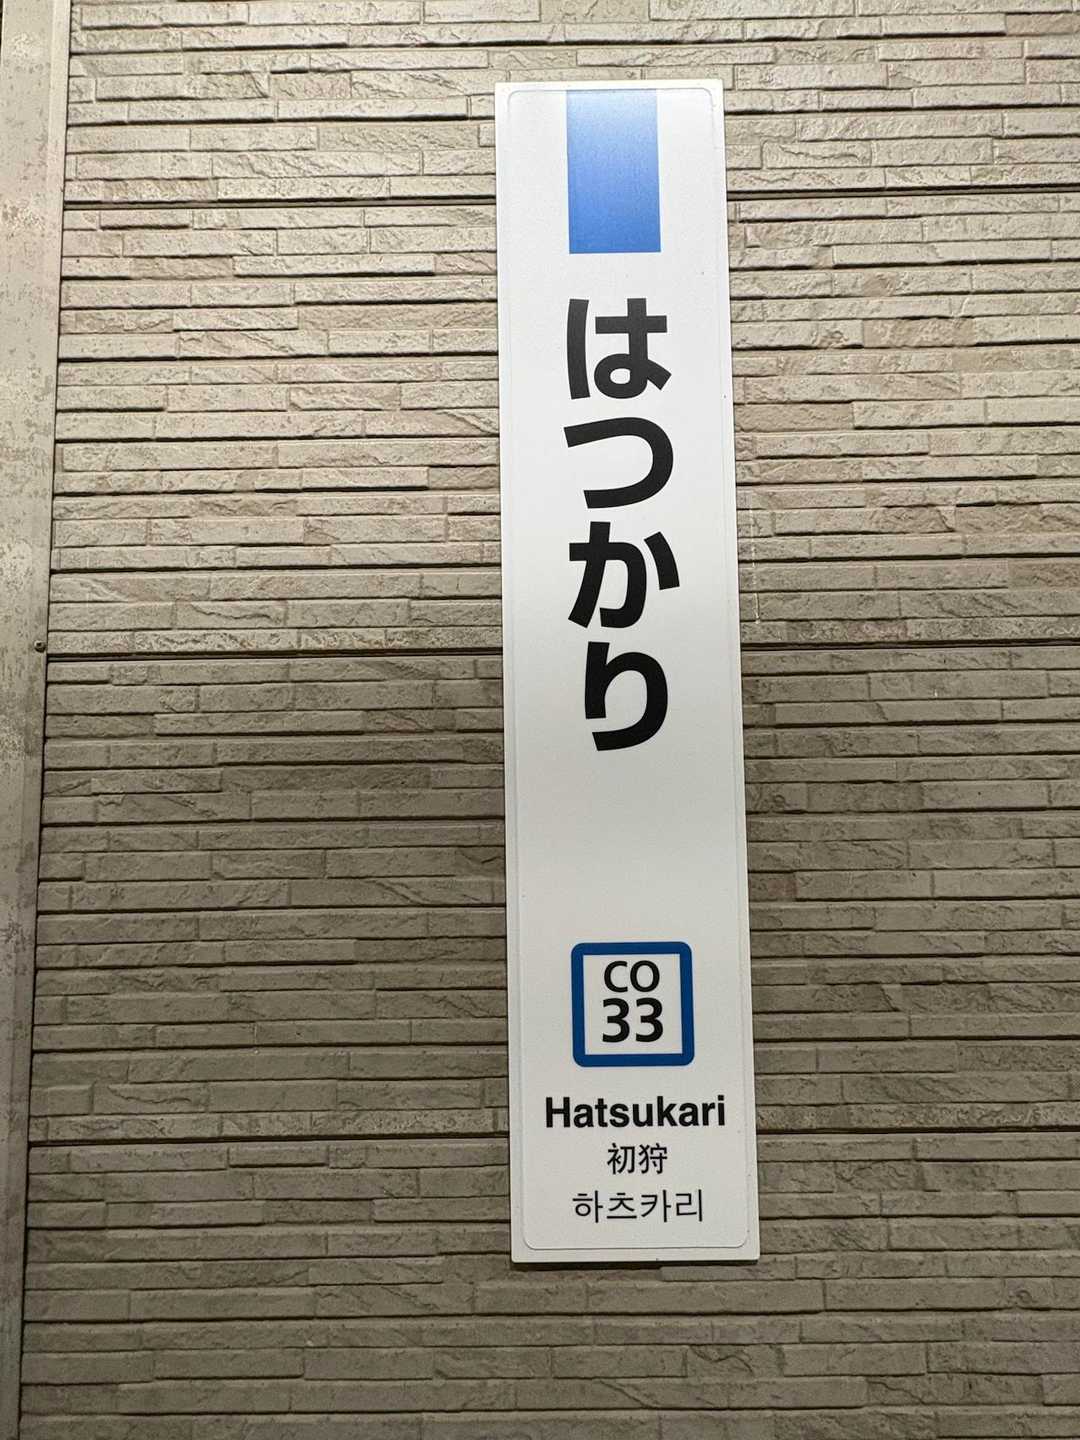 はつかり
CO
33
Hatsukari
初狩
하츠카리